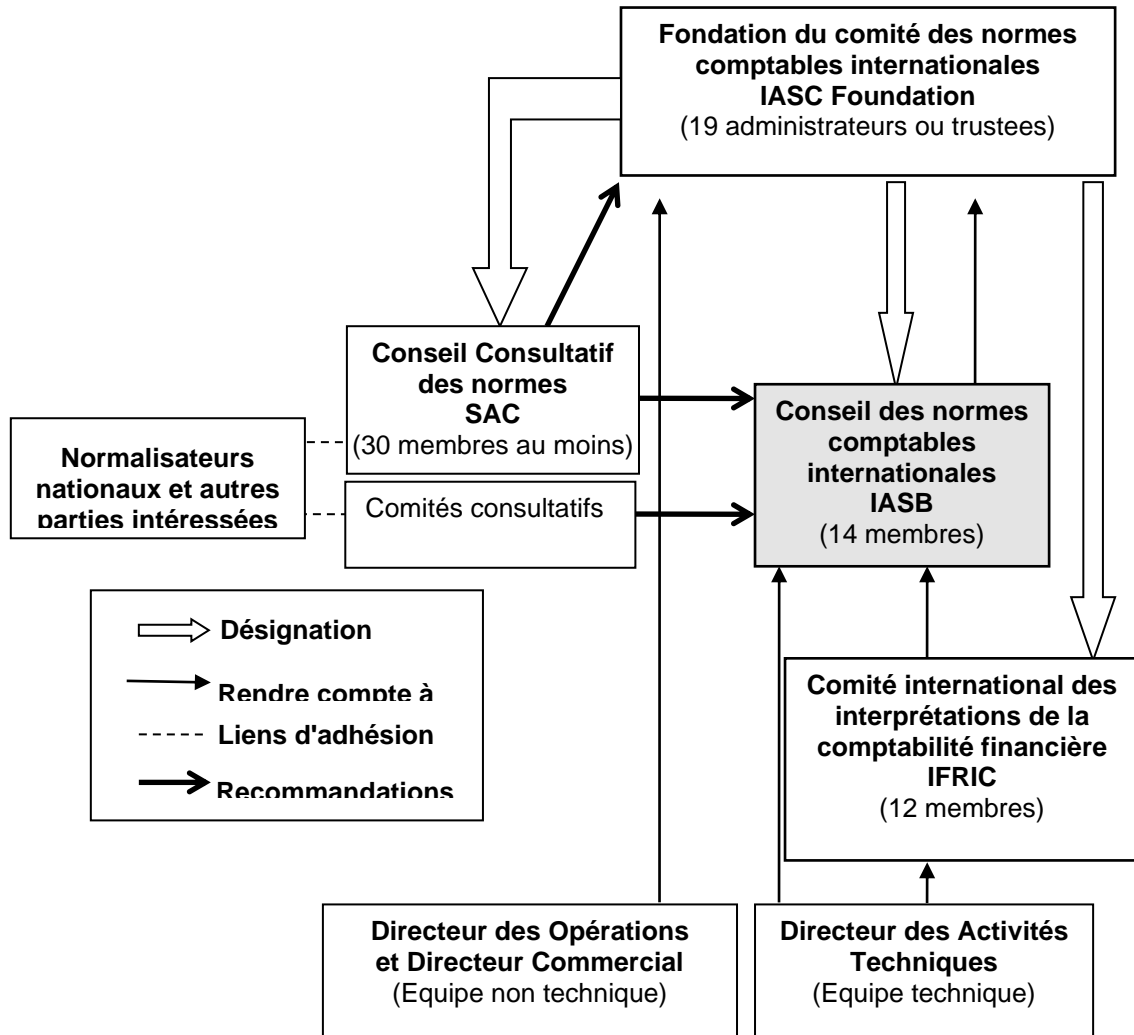 Fondation du comité des normes
comptables internationales
IASC Foundation
(19 administrateurs ou trustees)
Conseil Consultatif
des normes
SAC
(30 membres au moins)
Normalisateurs
nationaux et autres
parties intéressées
Comités consultatifs
Conseil des normes
comptables
internationales
IASB
(14 membres)
Désignation
Rendre compte à
Liens d'adhésion
Recommandations
Comité international des
interprétations de la
comptabilité financière
IFRIC
(12 membres)
Directeur des Opérations
et Directeur Commercial
(Equipe non technique)
Directeur des Activités
Techniques
(Equipe technique)